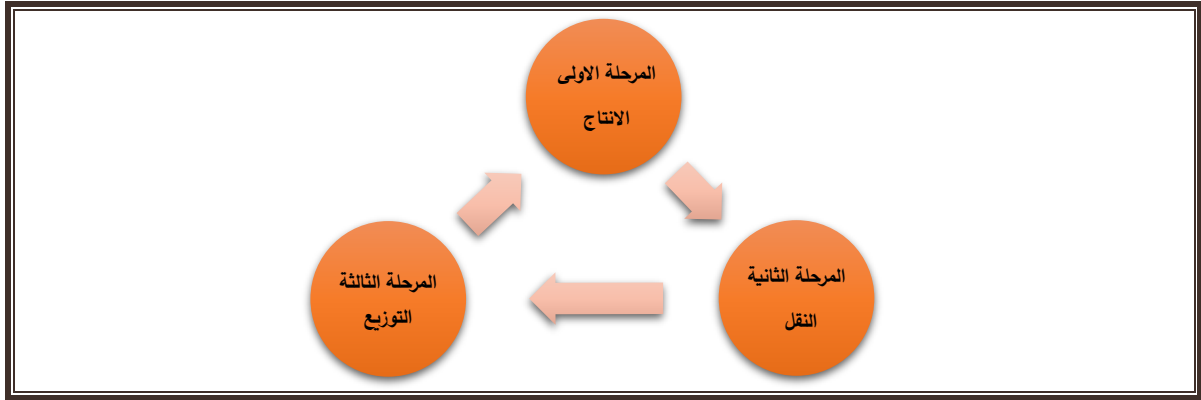 المرحلة الاولى
الانتاج
المرحلة الثانية
النقل
المرحلة الثالثة
التوزيع